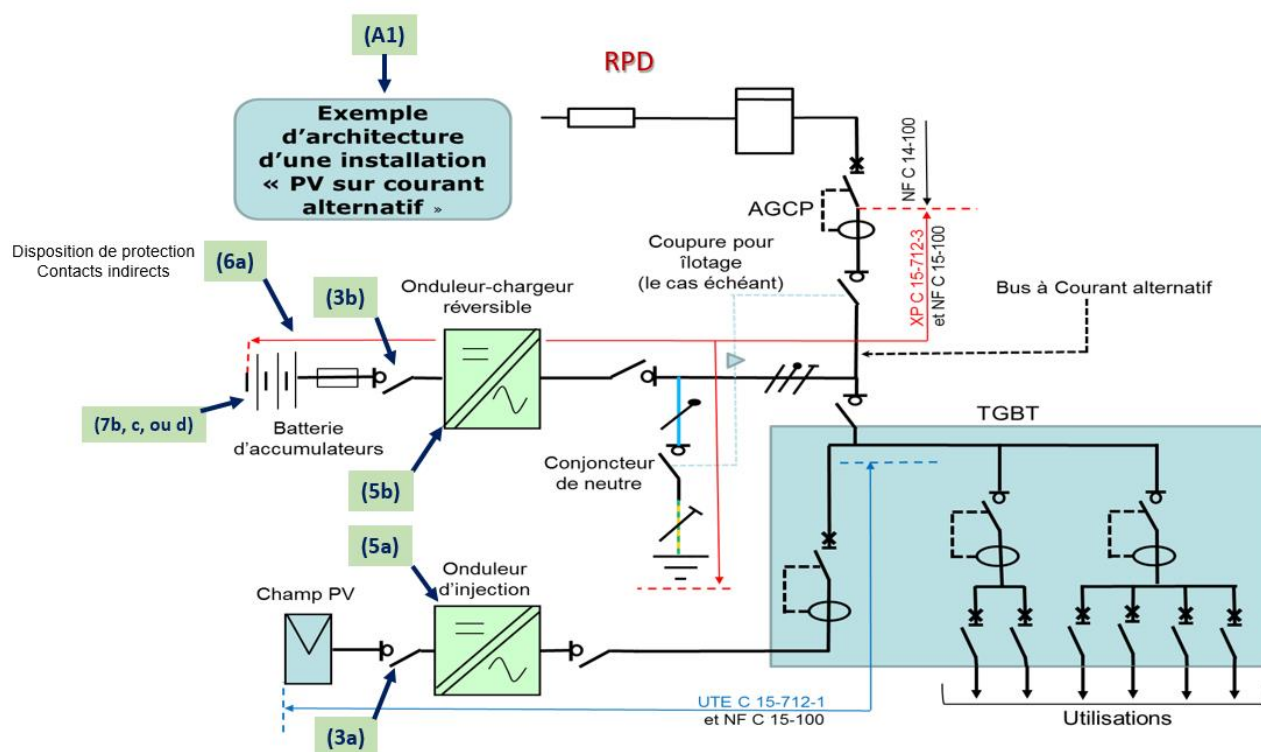 (A1)
RPD
Exemple
d'architecture
d'une installation
« PV sur courant
alternatif »
NF C 14-100
AGCP
XP C 15-712-3
et NF C 15-100
Disposition de protection
Contacts indirects
(6a)
(3b)
Onduleur-chargeur
réversible
Coupure pour
îlotage
(le cas échéant)
Bus à Courant alternatif
(7b, c, ou d)
Batterie
d'accumulateurs
(5b)
Conjoncteur
de neutre
TGBT
(5a)
Onduleur
d'injection
Champ PV
(3a)
UTE C 15-712-1
et NF C 15-100
Utilisations